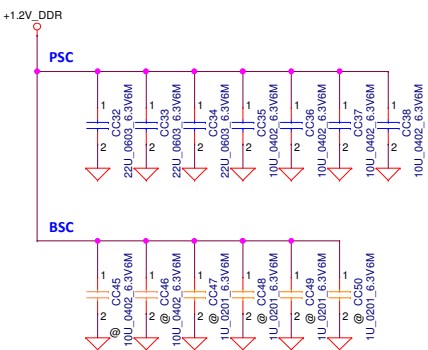 +1.2V_DDR
PSC
1
2
CC32
22U_0603_6.3V6M
1
2
CC33
22U_0603_6.3V6M
1
2
CC34
22U_0603_6.3V6M
1
2
CC35
10U_0402_6.3V6M
1
2
CC36
10U_0402_6.3V6M
1
2
CC37
10U_0402_6.3V6M
1
2
CC38
10U_0402_6.3V6M
BSC
1
2
@
CC45
10U_0402_6.3V6M
1
2
@
CC46
10U_0402_6.3V6M
1
2
@
CC47
1U_0201_6.3V6M
1
2
@
CC48
1U_0201_6.3V6M
1
2
@
CC49
1U_0201_6.3V6M
1
2
@
CC50
1U_0201_6.3V6M